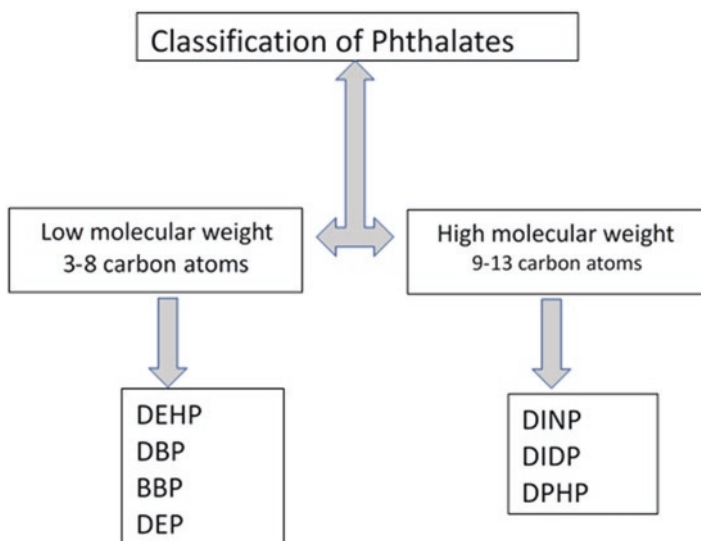 Classification of Phthalates
Low molecular weight
3-8 carbon atoms
High molecular weight
9-13 carbon atoms
DEHP
DBP
BBP
DEP
DINP
DIDP
DPHP